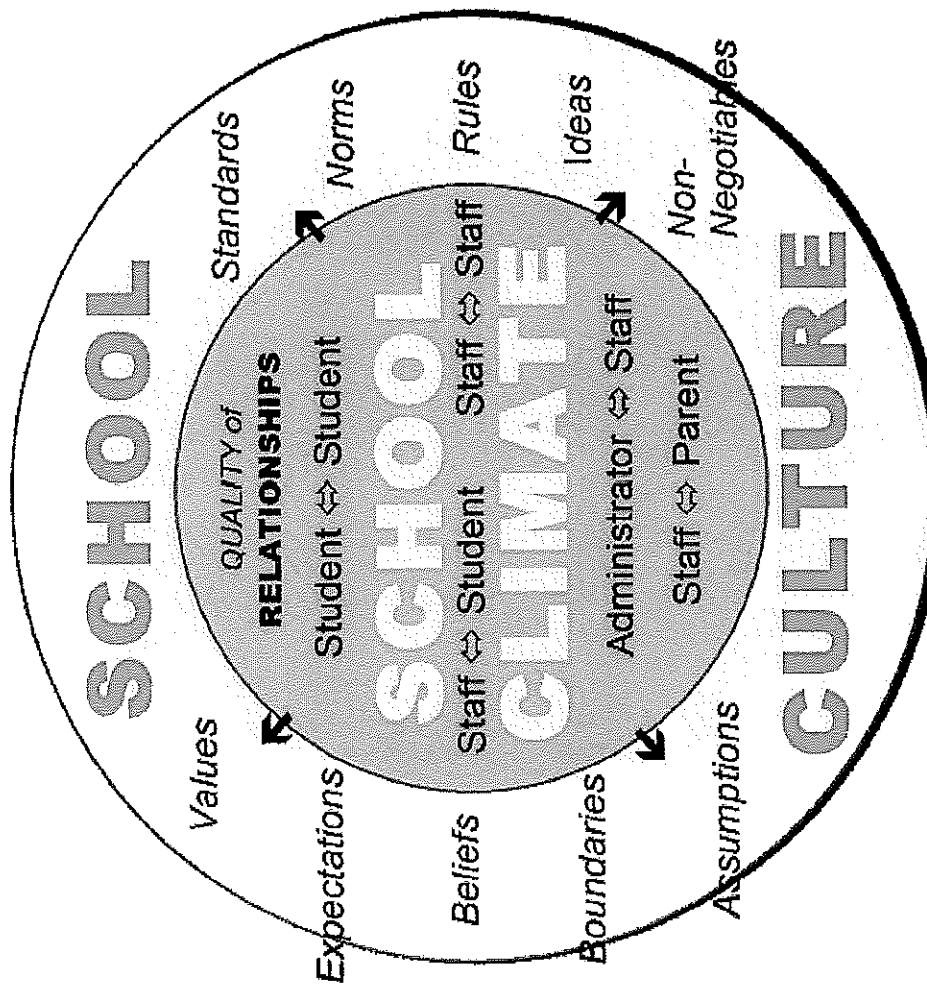 SCHOOL
Values
Standards
QUALITY of
RELATIONSHIPS
Expectations
Student ⇔ Student
Norms
SCHOOL
Beliefs
Staff ⇔ Student
Staff ⇔ Staff
Rules
CLIMATE
Boundaries
Administrator ⇔ Staff
Ideas
Staff ⇔ Parent
Assumptions
Non-
Negotiables
CULTURE